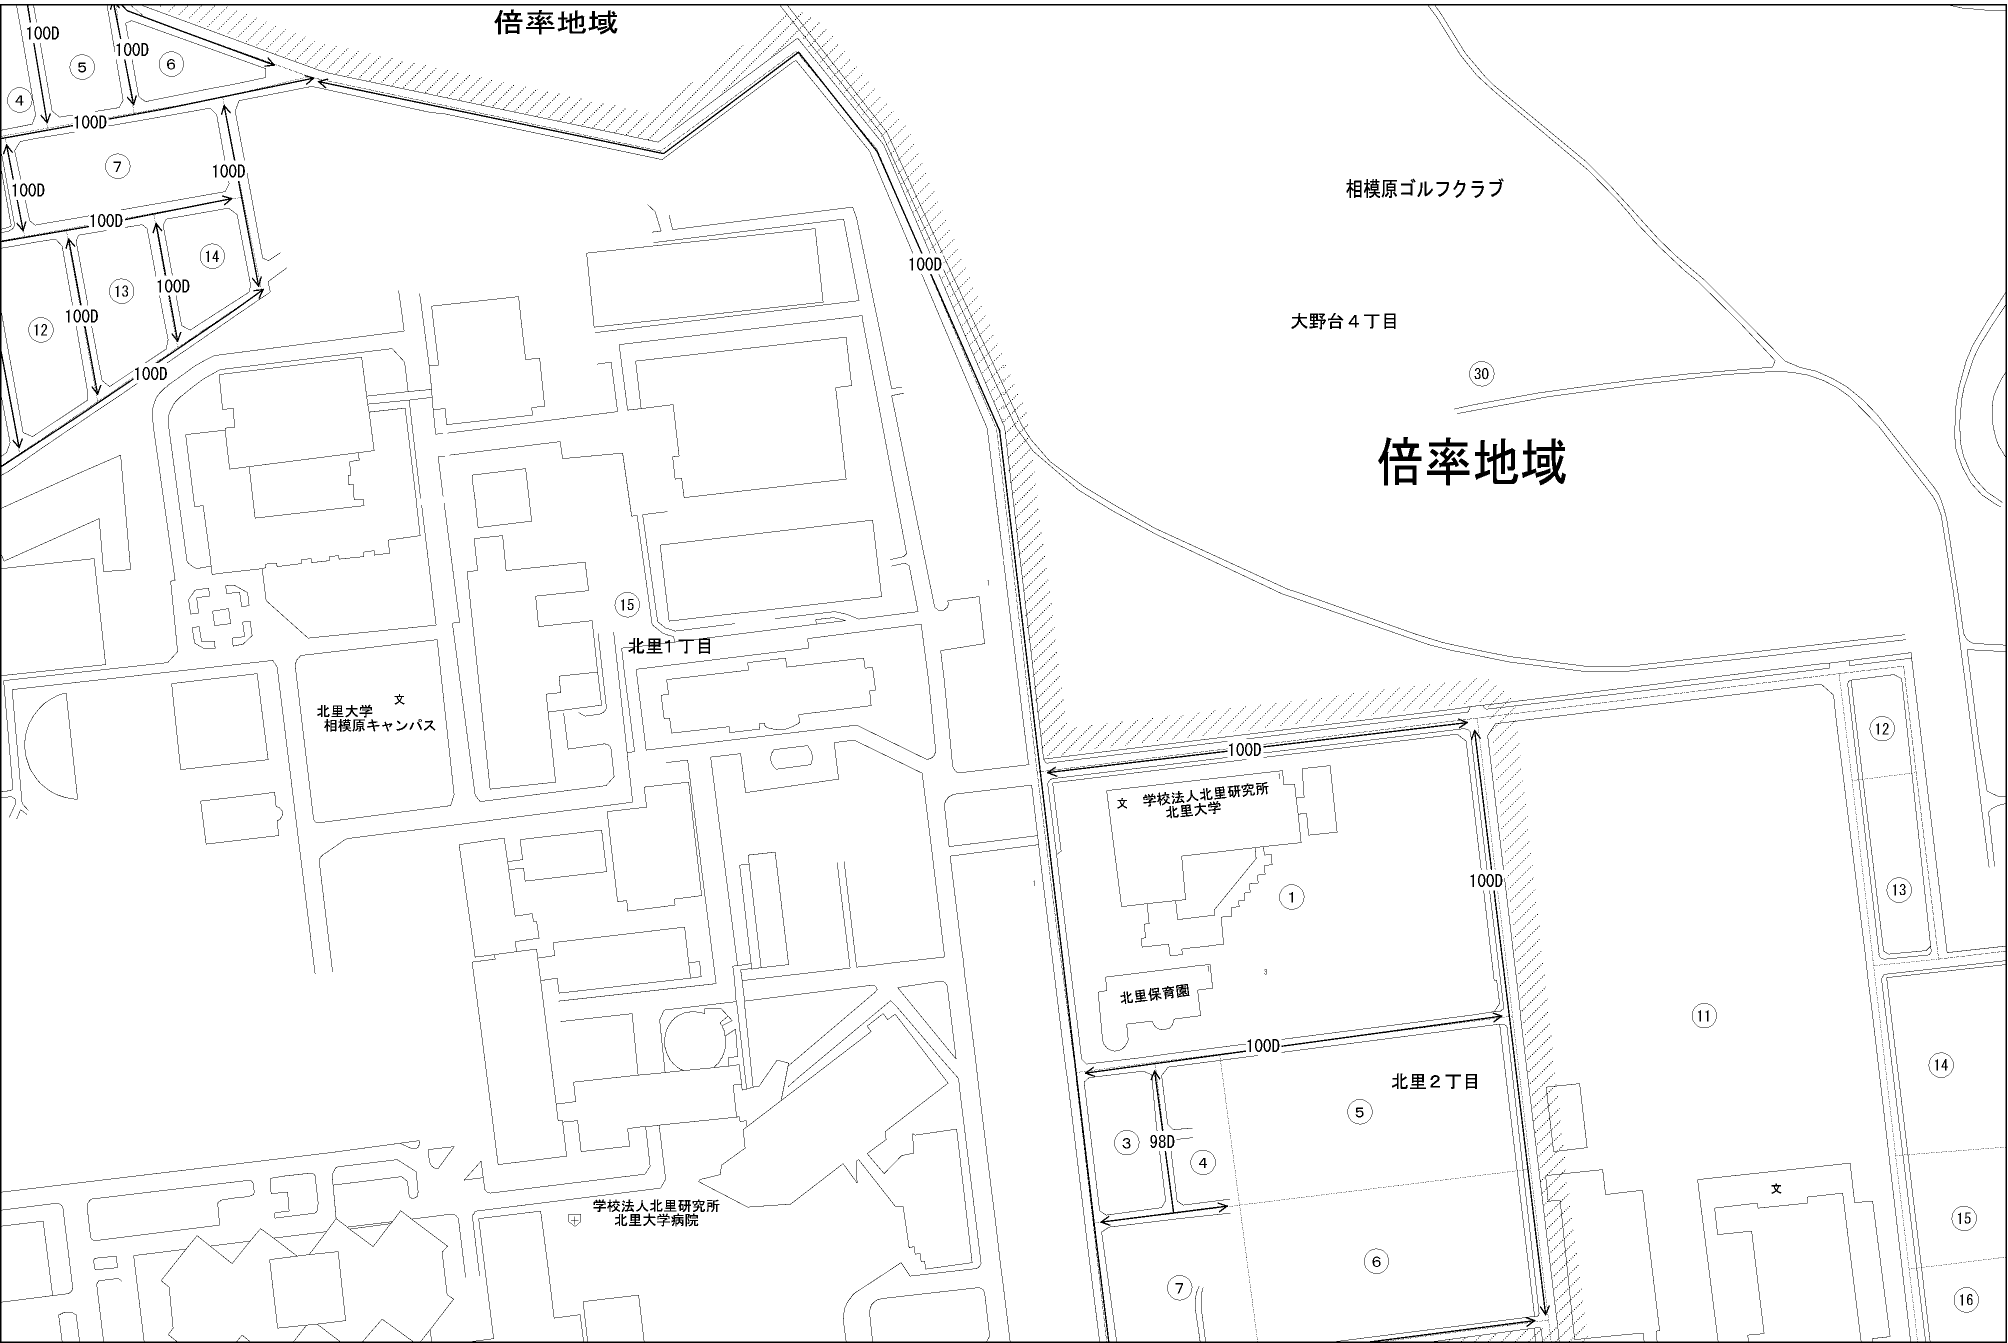 倍率地域
100D
100D
⑤
⑥
④
100D
⑦
100D
100D
100D
⑭
⑬
100D
100D
⑫
100D
100D
相模原ゴルフクラブ
大野台4丁目
㉚
倍率地域
⑮
北里1丁目
北里大学
相模原キャンパス
文
100D
⑫
文
学校法人北里研究所
北里大学
100D
①
⑬
3
北里保育園
⑪
100D
北里2丁目
⑭
⑤
③
98D
④
文
学校法人北里研究所
北里大学病院
⑮
⑥
⑦
⑯